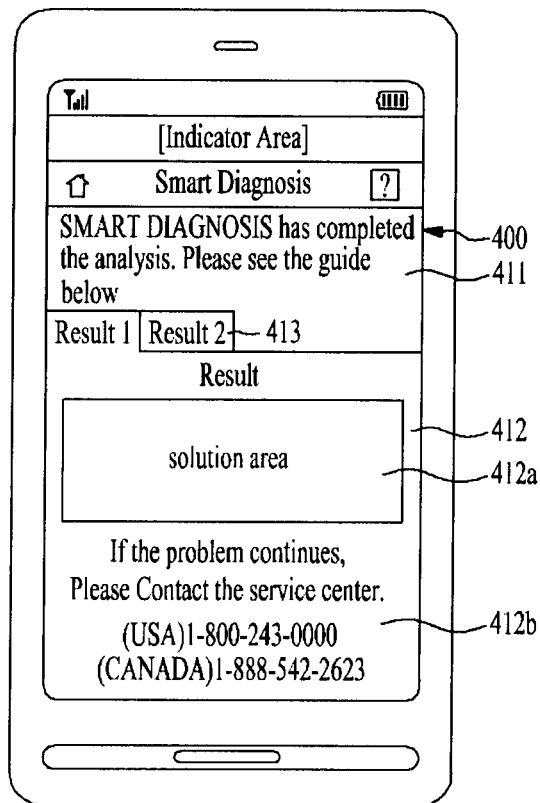 [Indicator Area]
Smart Diagnosis ?
SMART DIAGNOSIS has completed
the analysis. Please see the guide
below
400
411
Result 1 Result 2 413
Result
solution area
412
412a
If the problem continues,
Please Contact the service center.
(USA)1-800-243-0000
(CANADA)1-888-542-2623
412b